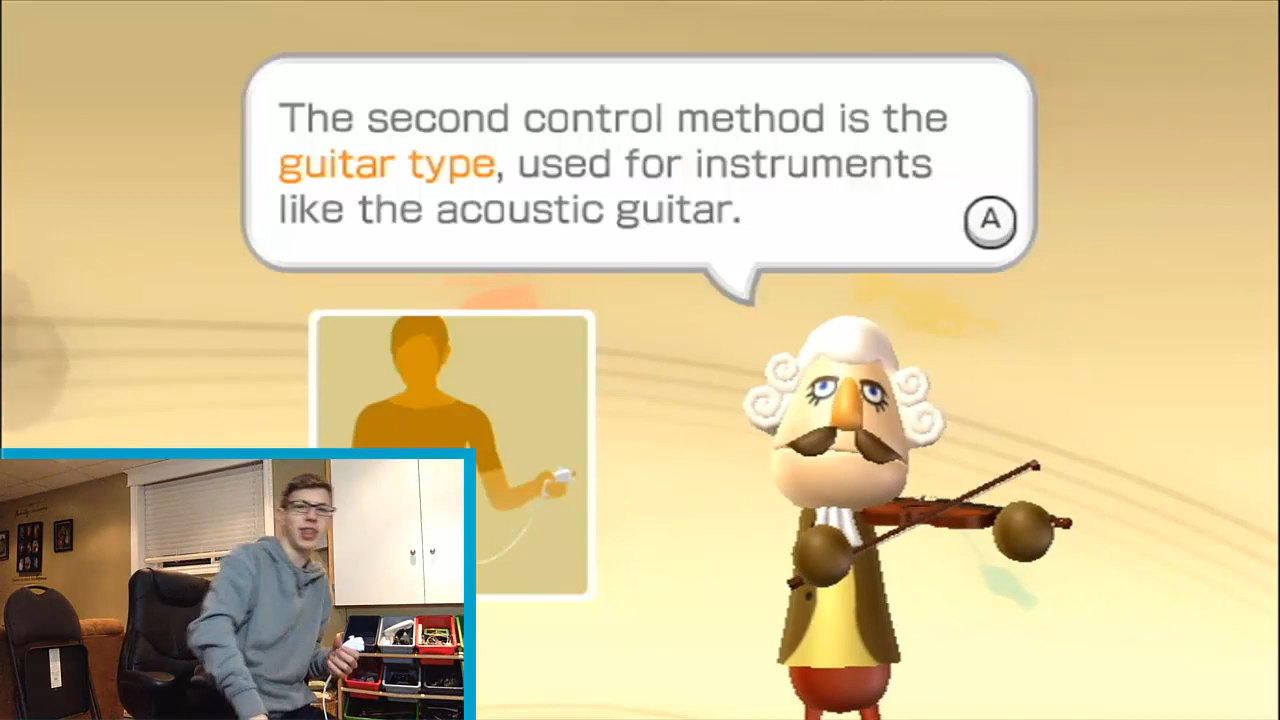 The second control method is the
guitar type, used for instruments
like the acoustic guitar.
A